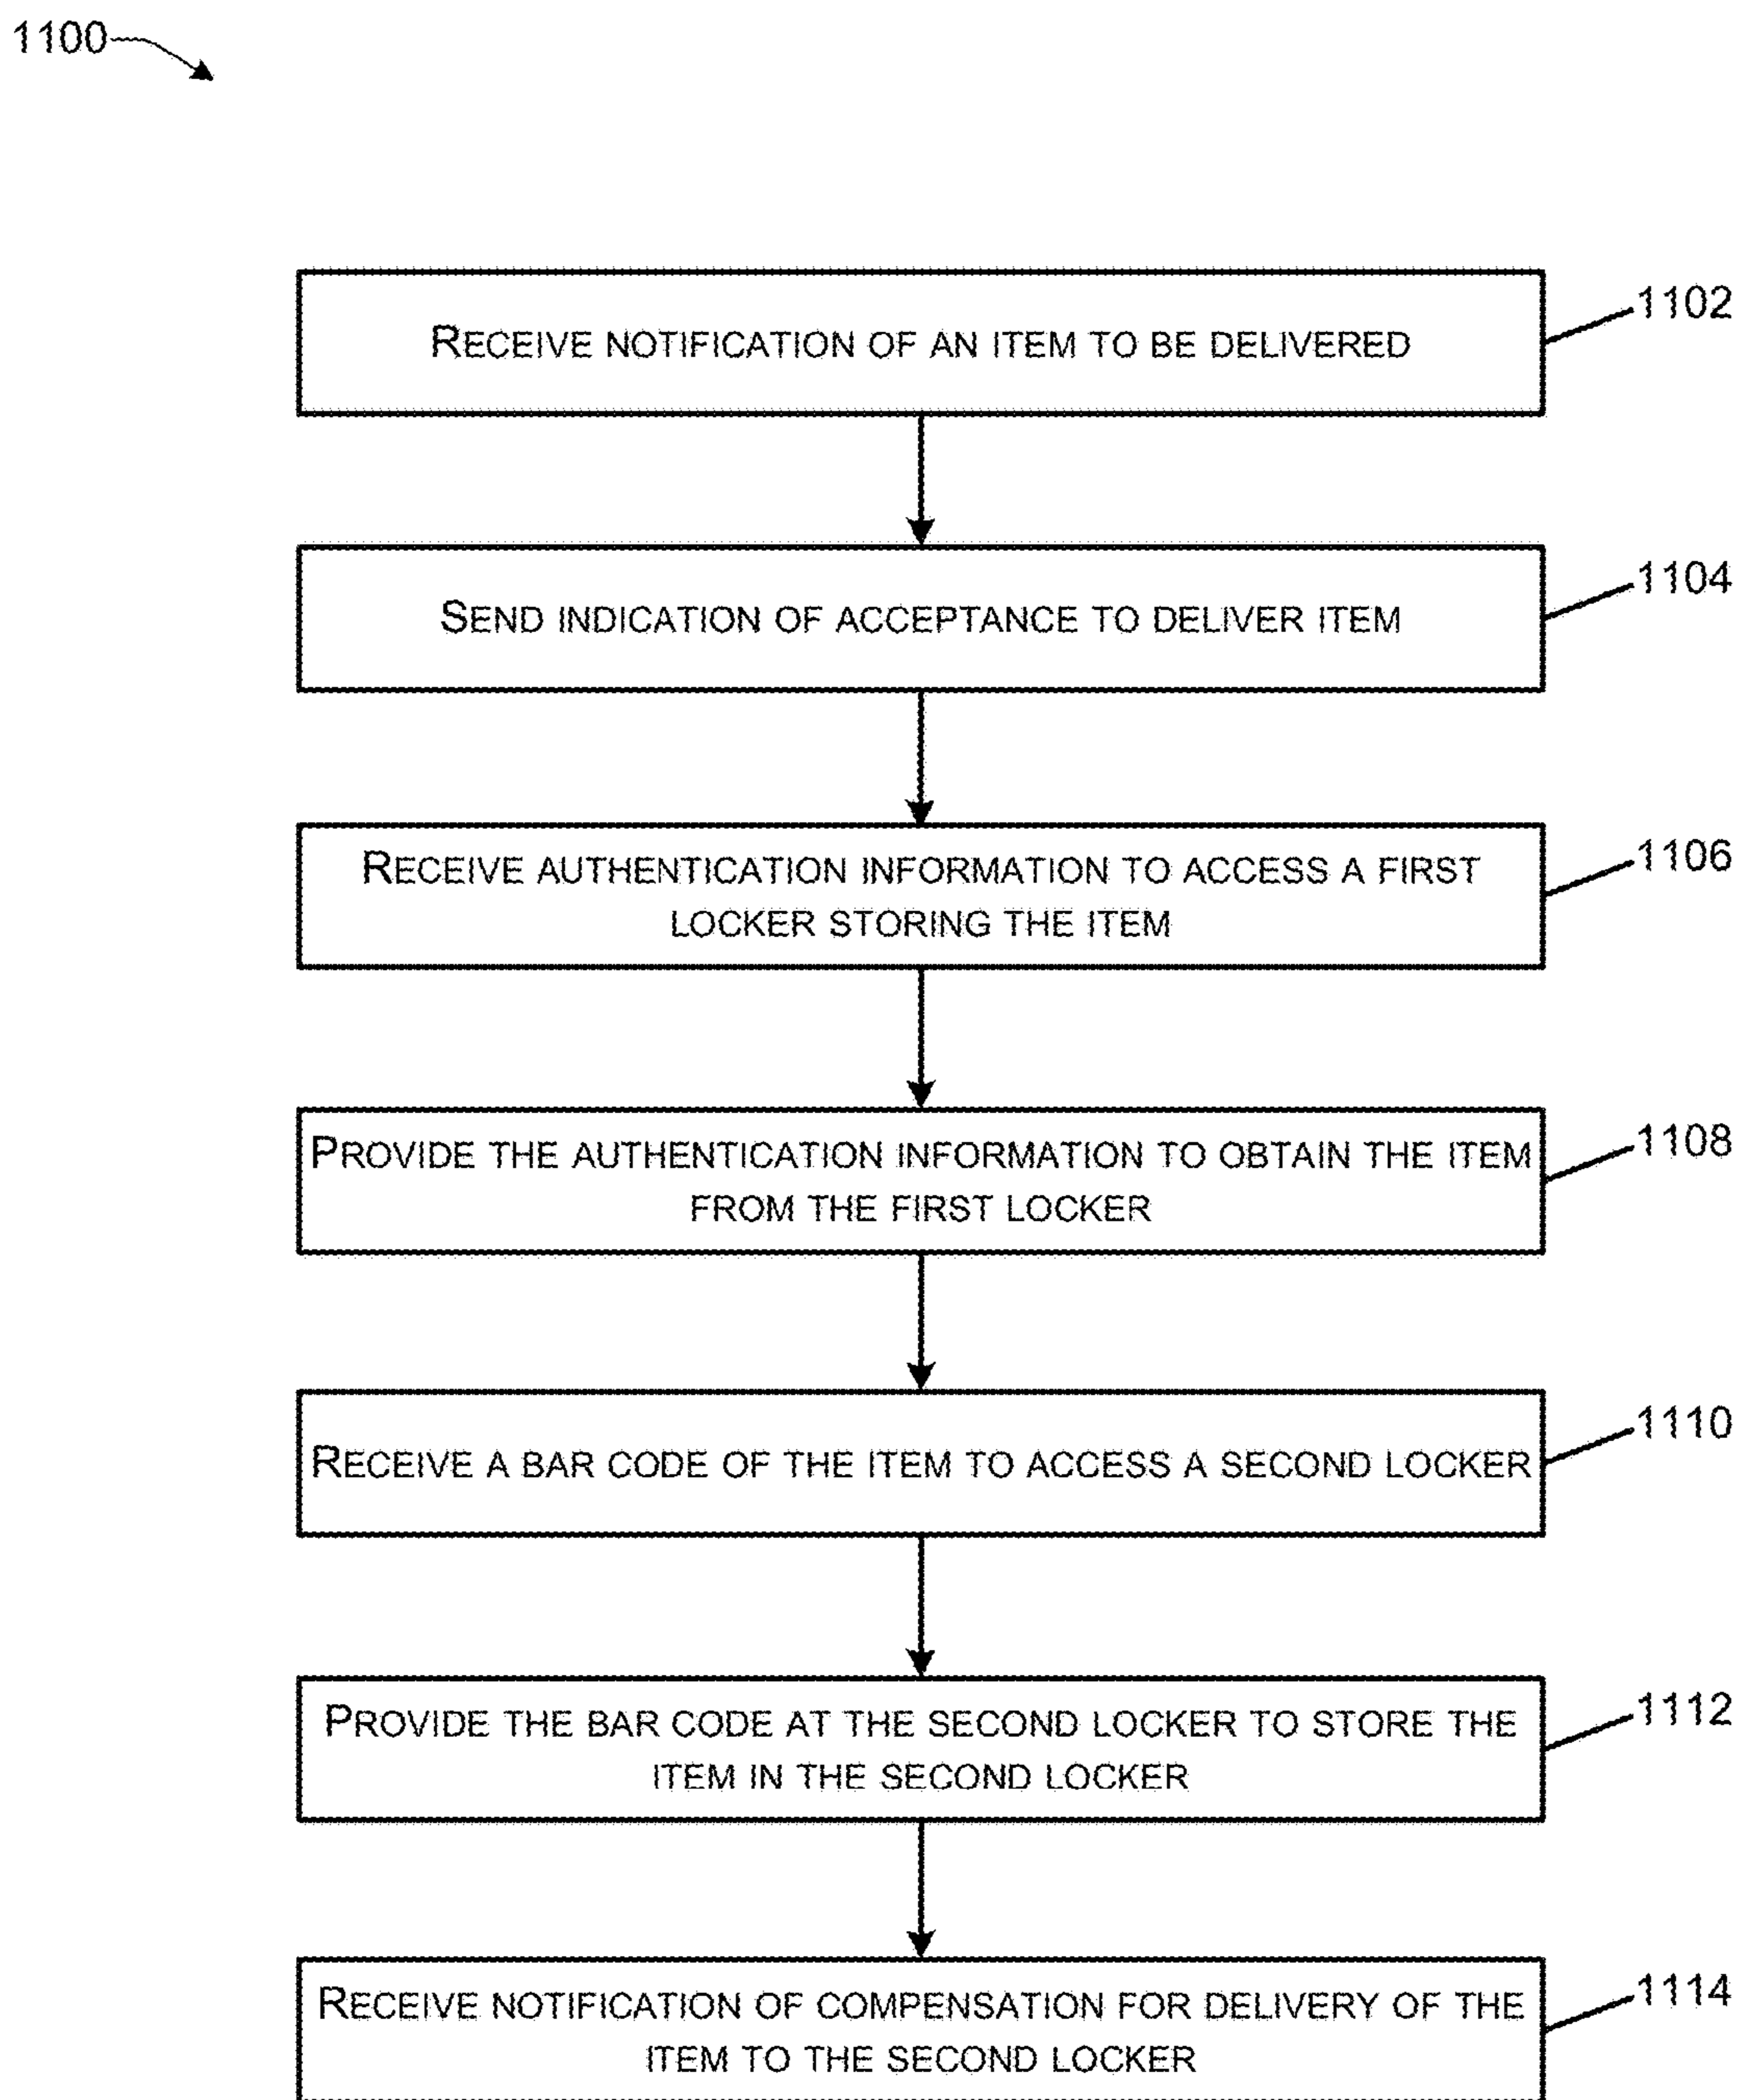 1100
RECEIVE NOTIFICATION OF AN ITEM TO BE DELIVERED
1102
SEND INDICATION OF ACCEPTANCE TO DELIVER ITEM
1104
RECEIVE AUTHENTICATION INFORMATION TO ACCESS A FIRST
LOCKER STORING THE ITEM
1106
PROVIDE THE AUTHENTICATION INFORMATION TO OBTAIN THE ITEM
FROM THE FIRST LOCKER
1108
RECEIVE A BAR CODE OF THE ITEM TO ACCESS A SECOND LOCKER
1110
PROVIDE THE BAR CODE AT THE SECOND LOCKER TO STORE THE
ITEM IN THE SECOND LOCKER
1112
RECEIVE NOTIFICATION OF COMPENSATION FOR DELIVERY OF THE
ITEM TO THE SECOND LOCKER
1114